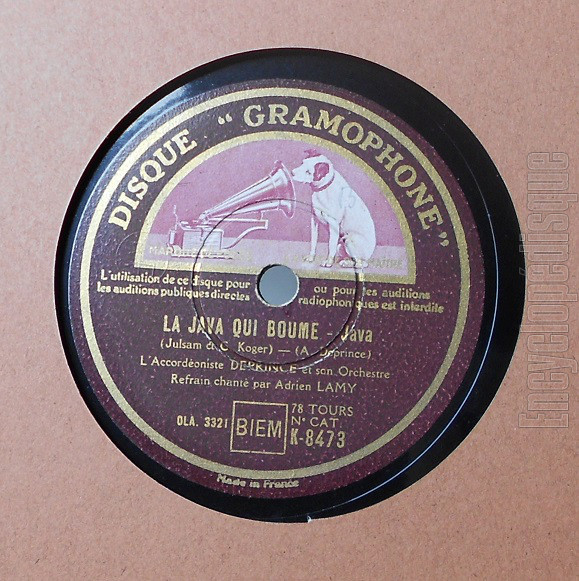 DISQUE "GRAMOPHONE"
L'utilisation de ce disque pour
les auditions publiques directes
ou pour les auditions
radiophoniques est interdite
LA JAVA QUI BOUME - Java
(Julsam et C. Koger) — (A. Deprince)
L'Accordéoniste DEPRINCE et son Orchestre
Refrain chanté par Adrien LAMY
OLA. 3321
BIEM
78 TOURS
N° CAT.
K-8473
Made in France
Encyclopédisque